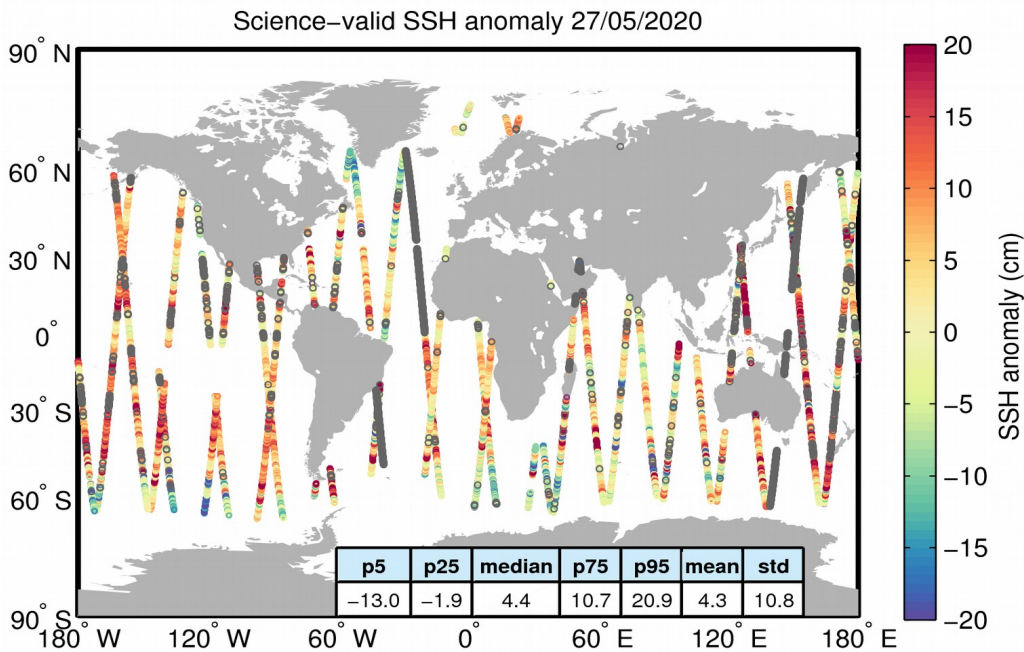 Science−valid SSH anomaly 27/05/2020
90° N
60° N
30° N
0°
30° S
60° S
90° S
180° W
120° W
60° W
0°
60° E
120° E
180° E
p5 p25 median p75 p95 mean std
−13.0 −1.9 4.4 10.7 20.9 4.3 10.8
20
15
10
5
0
−5
−10
−15
−20
SSH anomaly (cm)